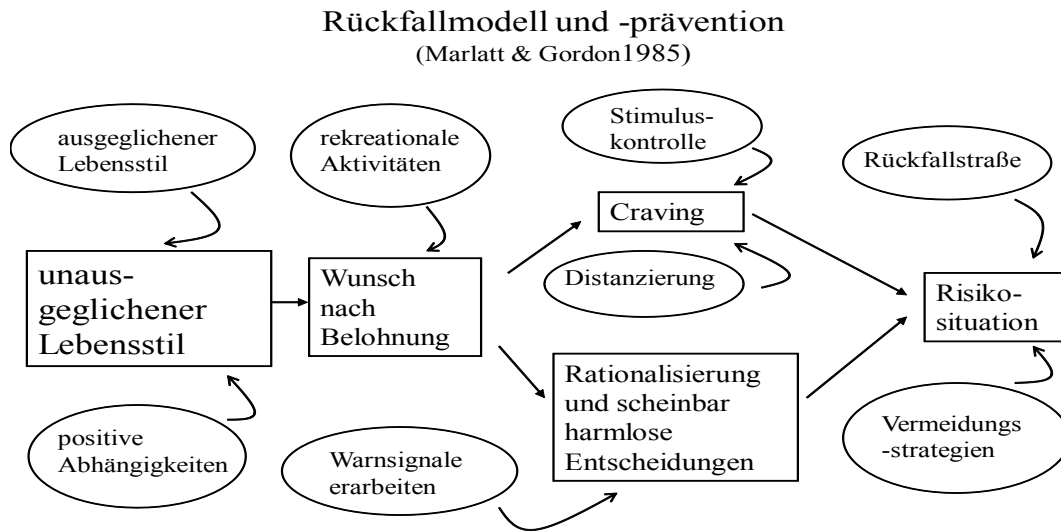 Rückfallmodell und -prävention
(Marlatt & Gordon1985)
ausgeglichener
Lebensstil
rekreationale
Aktivitäten
Stimulus-
kontrolle
Rückfallstraße
unaus-
geglichener
Lebensstil
Wunsch
nach
Belohnung
Craving
Distanzierung
Risiko-
situation
Rationalisierung
und scheinbar
harmlose
Entscheidungen
positive
Abhängigkeiten
Warnsignale
erarbeiten
Vermeidungs
-strategien